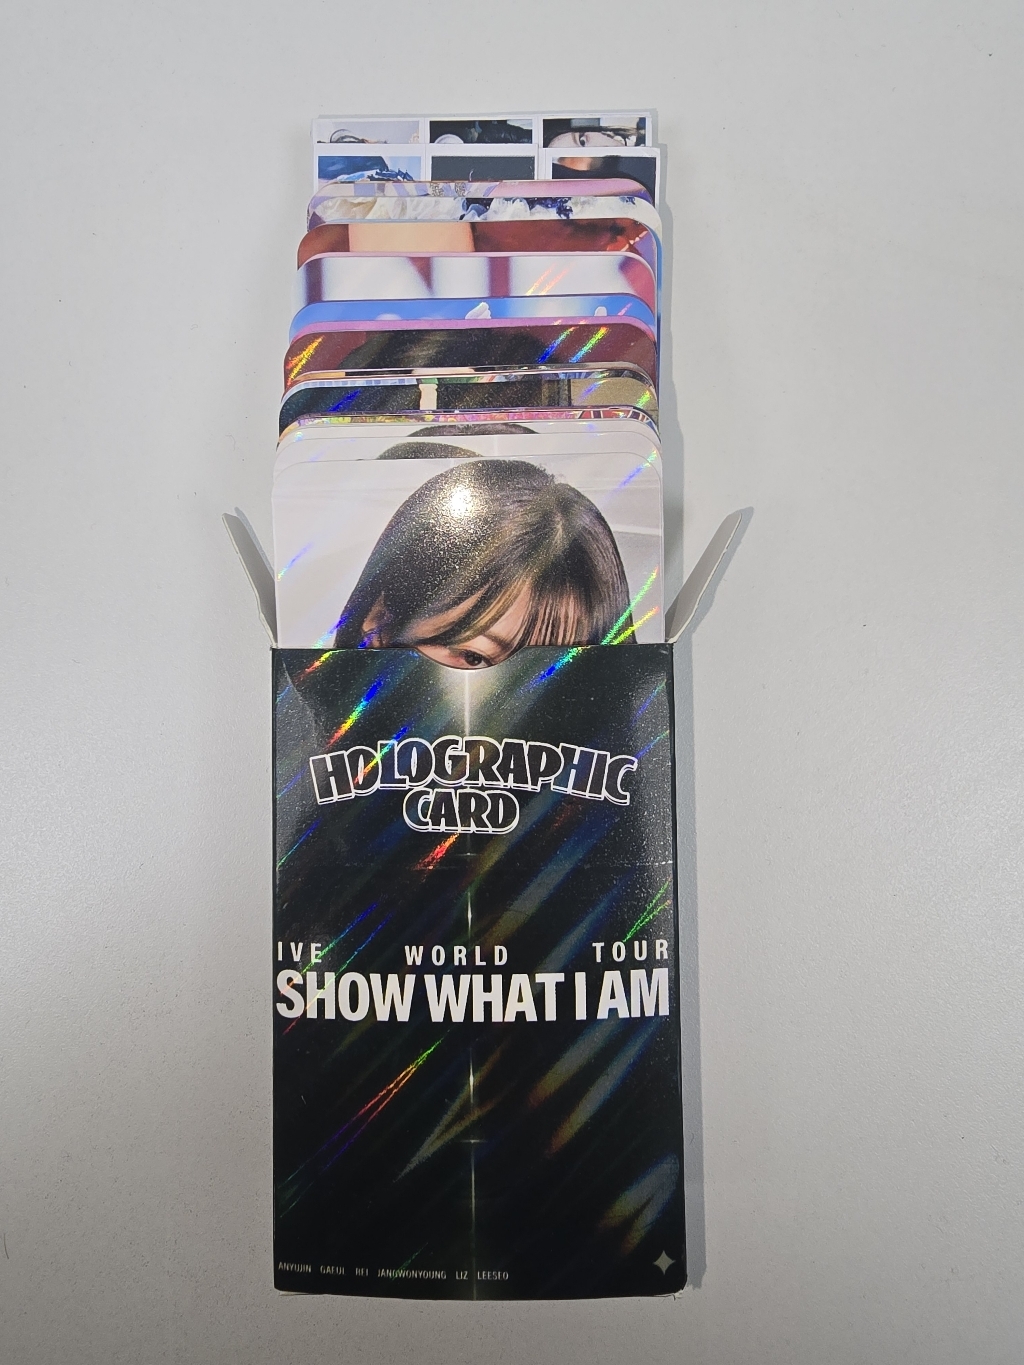 HOLOGRAPHIC
CARD
IVE WORLD TOUR
SHOW WHAT I AM
ANYUJIN GAEUL REI JANGWONYOUNG LIZ LEESEO